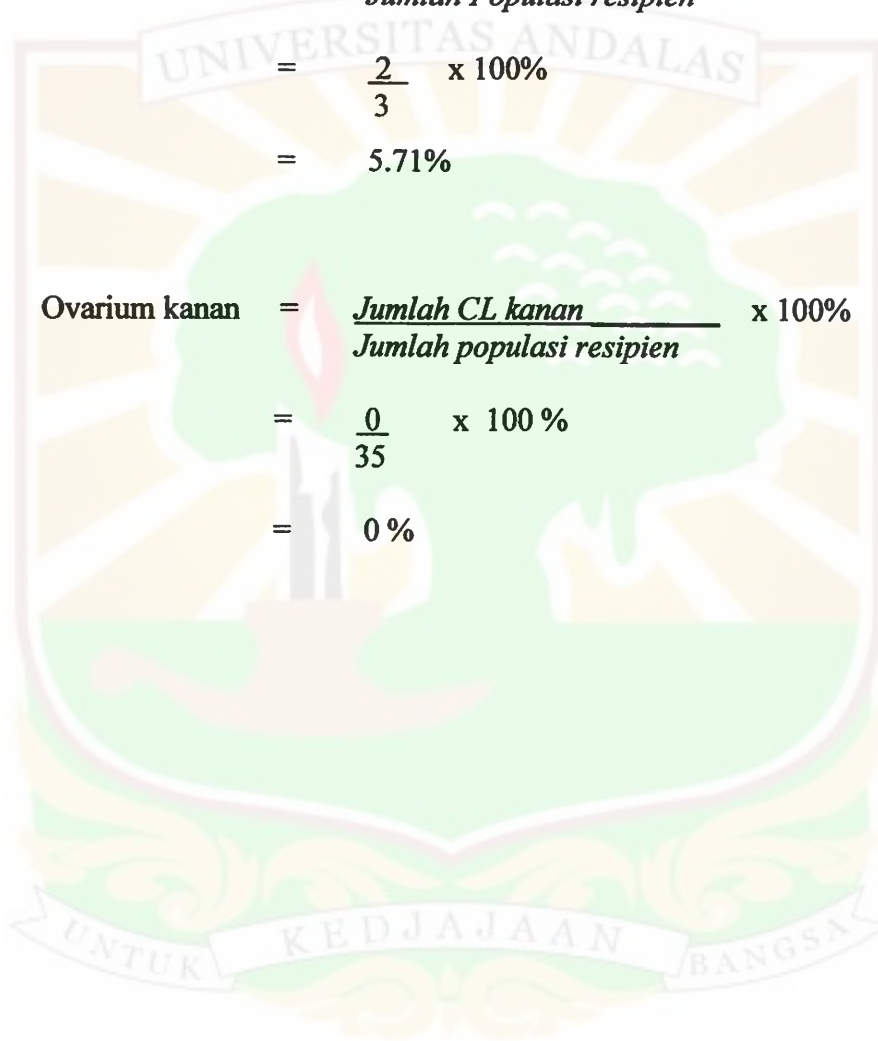 Jumlah Populasi resipien
UNIVERSITAS ANDALAS
= 2 x 100%
3
= 5.71%
Ovarium kanan = Jumlah CL kanan x 100%
Jumlah populasi resipien
= 0 x 100 %
35
= 0 %
UNTUK KEDJAJAAN BANGSA